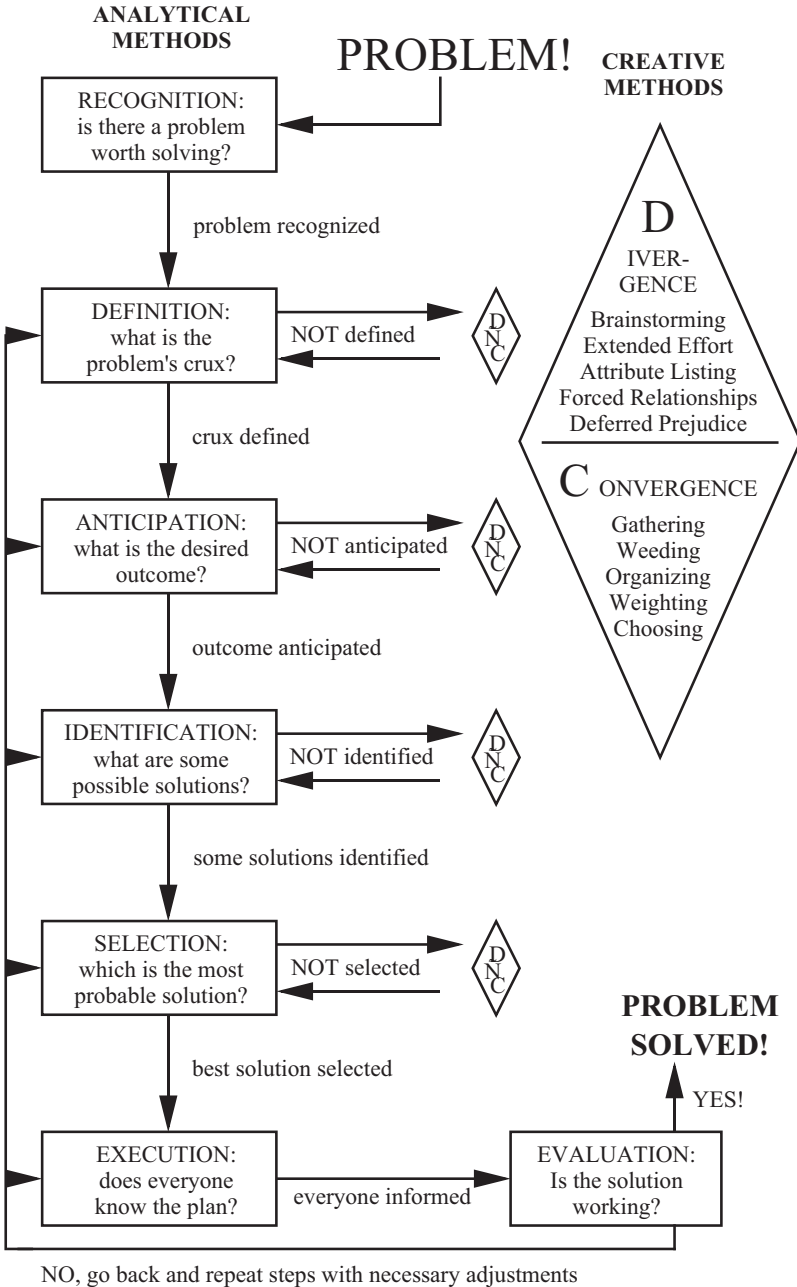 ANALYTICAL
METHODS
PROBLEM!
CREATIVE
METHODS
RECOGNITION:
is there a problem
worth solving?
problem recognized
DEFINITION:
what is the
problem's crux?
NOT defined
D
N
C
crux defined
ANTICIPATION:
what is the desired
outcome?
NOT anticipated
D
N
C
outcome anticipated
IDENTIFICATION:
what are some
possible solutions?
NOT identified
D
N
C
some solutions identified
SELECTION:
which is the most
probable solution?
NOT selected
D
N
C
best solution selected
EXECUTION:
does everyone
know the plan?
everyone informed
EVALUATION:
Is the solution
working?
YES!
PROBLEM
SOLVED!
NO, go back and repeat steps with necessary adjustments
D
IVER-
GENCE
Brainstorming
Extended Effort
Attribute Listing
Forced Relationships
Deferred Prejudice
C ONVERGENCE
Gathering
Weeding
Organizing
Weighting
Choosing